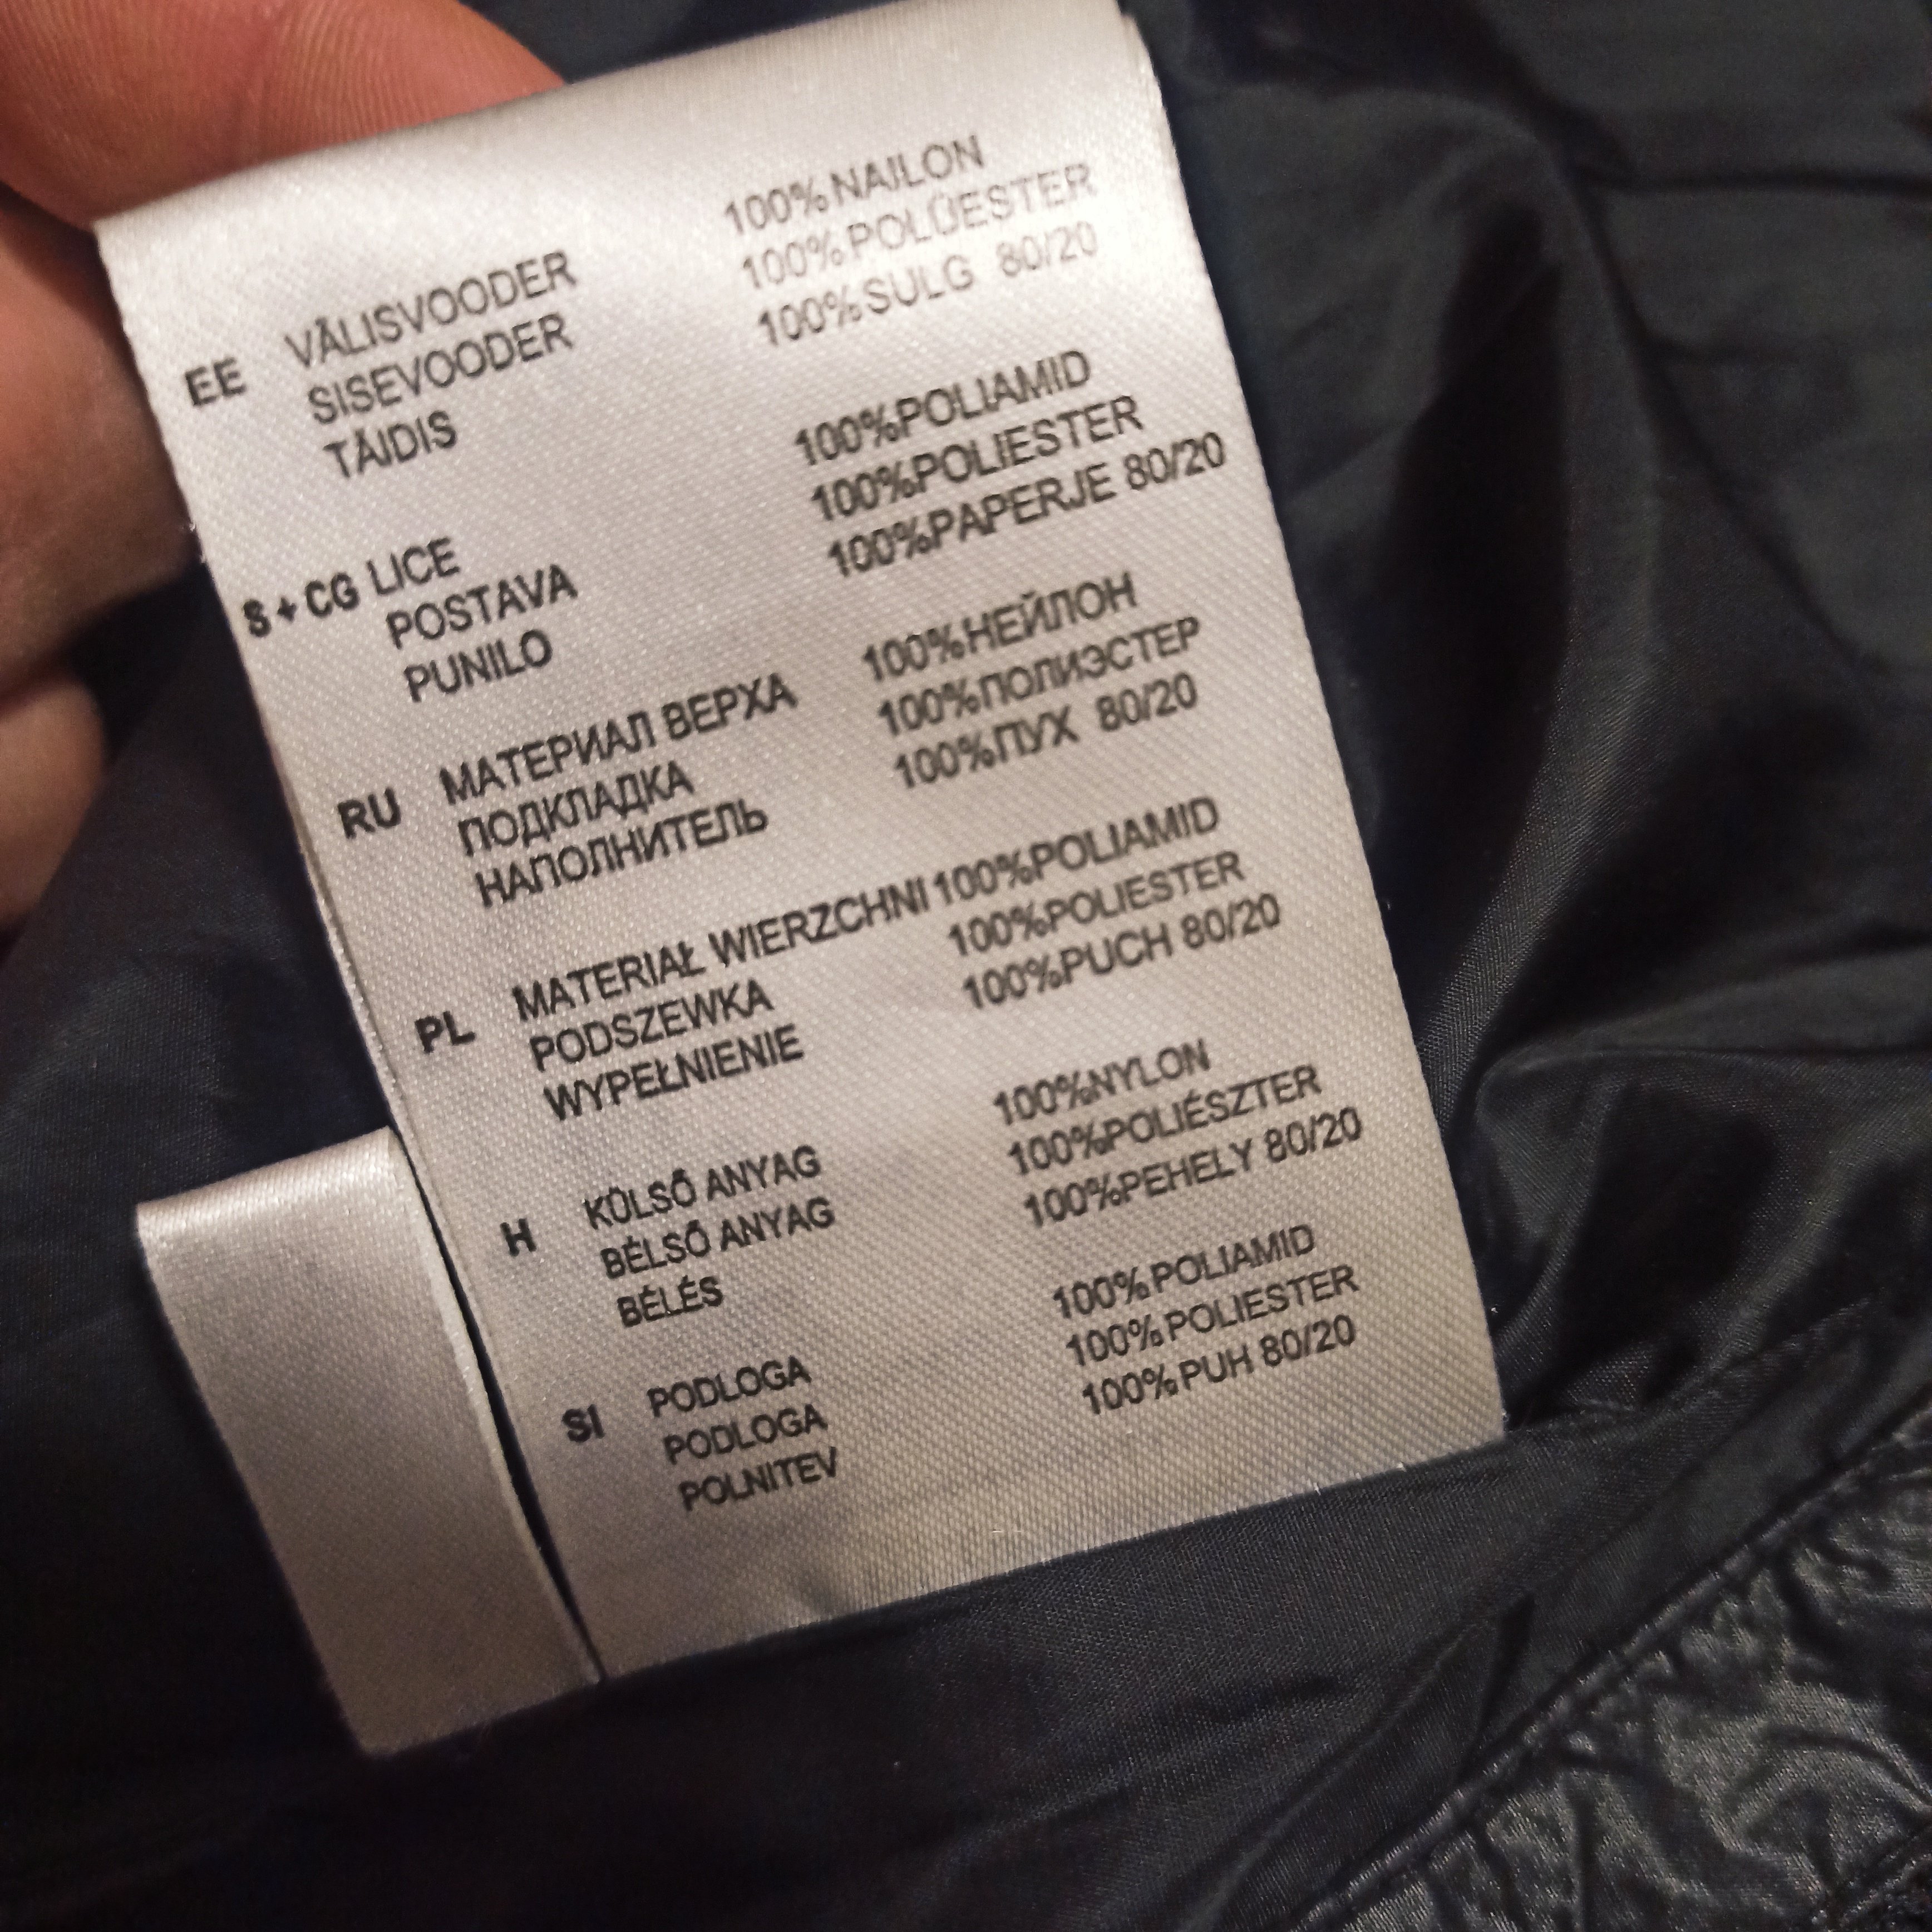 EE VÄLISVOODER 100%NAILON
SISEVOODER 100%POLÜESTER
TÄIDIS 100%SULG 80/20
S + CG LICE 100%POLIAMID
POSTAVA 100%POLIESTER
PUNILO 100%PAPERJE 80/20
RU МАТЕРИАЛ ВЕРХА 100%НЕЙЛОН
ПОДКЛАДКА 100%ПОЛИЭСТЕР
НАПОЛНИТЕЛЬ 100%ПУХ 80/20
PL MATERIAŁ WIERZCHNI 100%POLIAMID
PODSZEWKA 100%POLIESTER
WYPEŁNIENIE 100%PUCH 80/20
H KÜLSŐ ANYAG 100%NYLON
BÉLSŐ ANYAG 100%POLIÉSZTER
BÉLÉS 100%PEHELY 80/20
SI PODLOGA 100%POLIAMID
PODLOGA 100%POLIESTER
POLNITEV 100%PUH 80/20